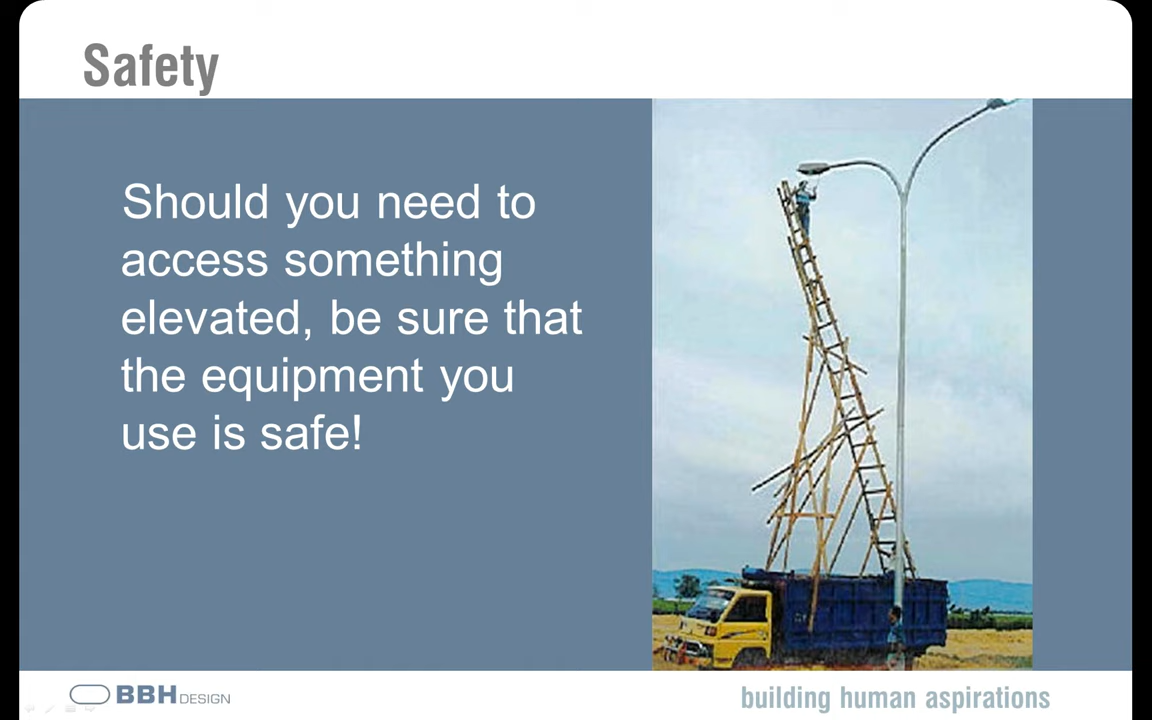 Safety
Should you need to
access something
elevated, be sure that
the equipment you
use is safe!
BBH DESIGN
building human aspirations